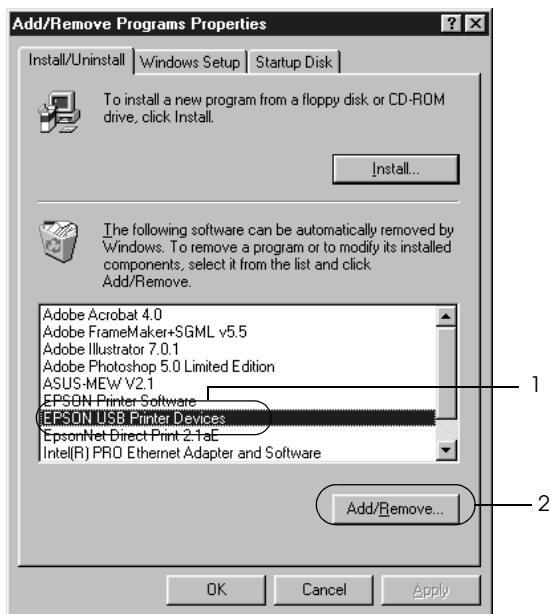 Add/Remove Programs Properties
Install/Uninstall Windows Setup Startup Disk
To install a new program from a floppy disk or CD-ROM
drive, click Install.
Install...
The following software can be automatically removed by
Windows. To remove a program or to modify its installed
components, select it from the list and click
Add/Remove.
Adobe Acrobat 4.0
Adobe FrameMaker+SGML v5.5
Adobe Illustrator 7.0.1
Adobe Photoshop 5.0 Limited Edition
ASUS-MEW V2.1
EPSON Printer Software
EPSON USB Printer Devices
EpsonNet Direct Print 2.1aE
Intel(R) PRO Ethernet Adapter and Software
1
Add/Remove...
2
OK Cancel Apply